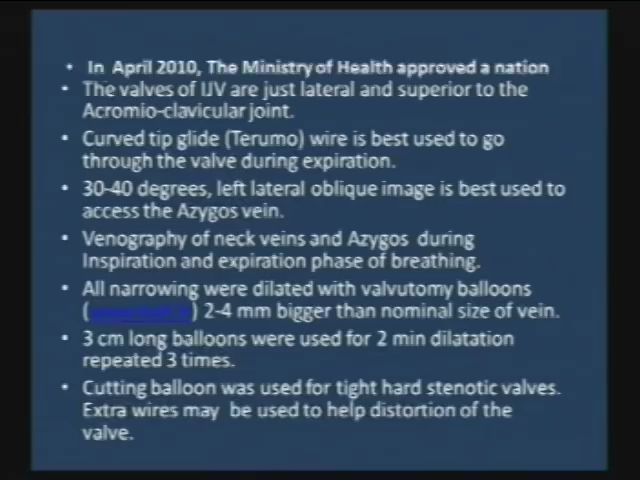 • In April 2010, The Ministry of Health approved a nation
• The valves of IJV are just lateral and superior to the
Acromio-clavicular joint.
• Curved tip glide (Terumo) wire is best used to go
through the valve during expiration.
• 30-40 degrees, left lateral oblique image is best used to
access the Azygos vein.
• Venography of neck veins and Azygos during
Inspiration and expiration phase of breathing.
• All narrowing were dilated with valvutomy balloons
( ) 2-4 mm bigger than nominal size of vein.
• 3 cm long balloons were used for 2 min dilatation
repeated 3 times.
• Cutting balloon was used for tight hard stenotic valves.
Extra wires may be used to help distortion of the
valve.